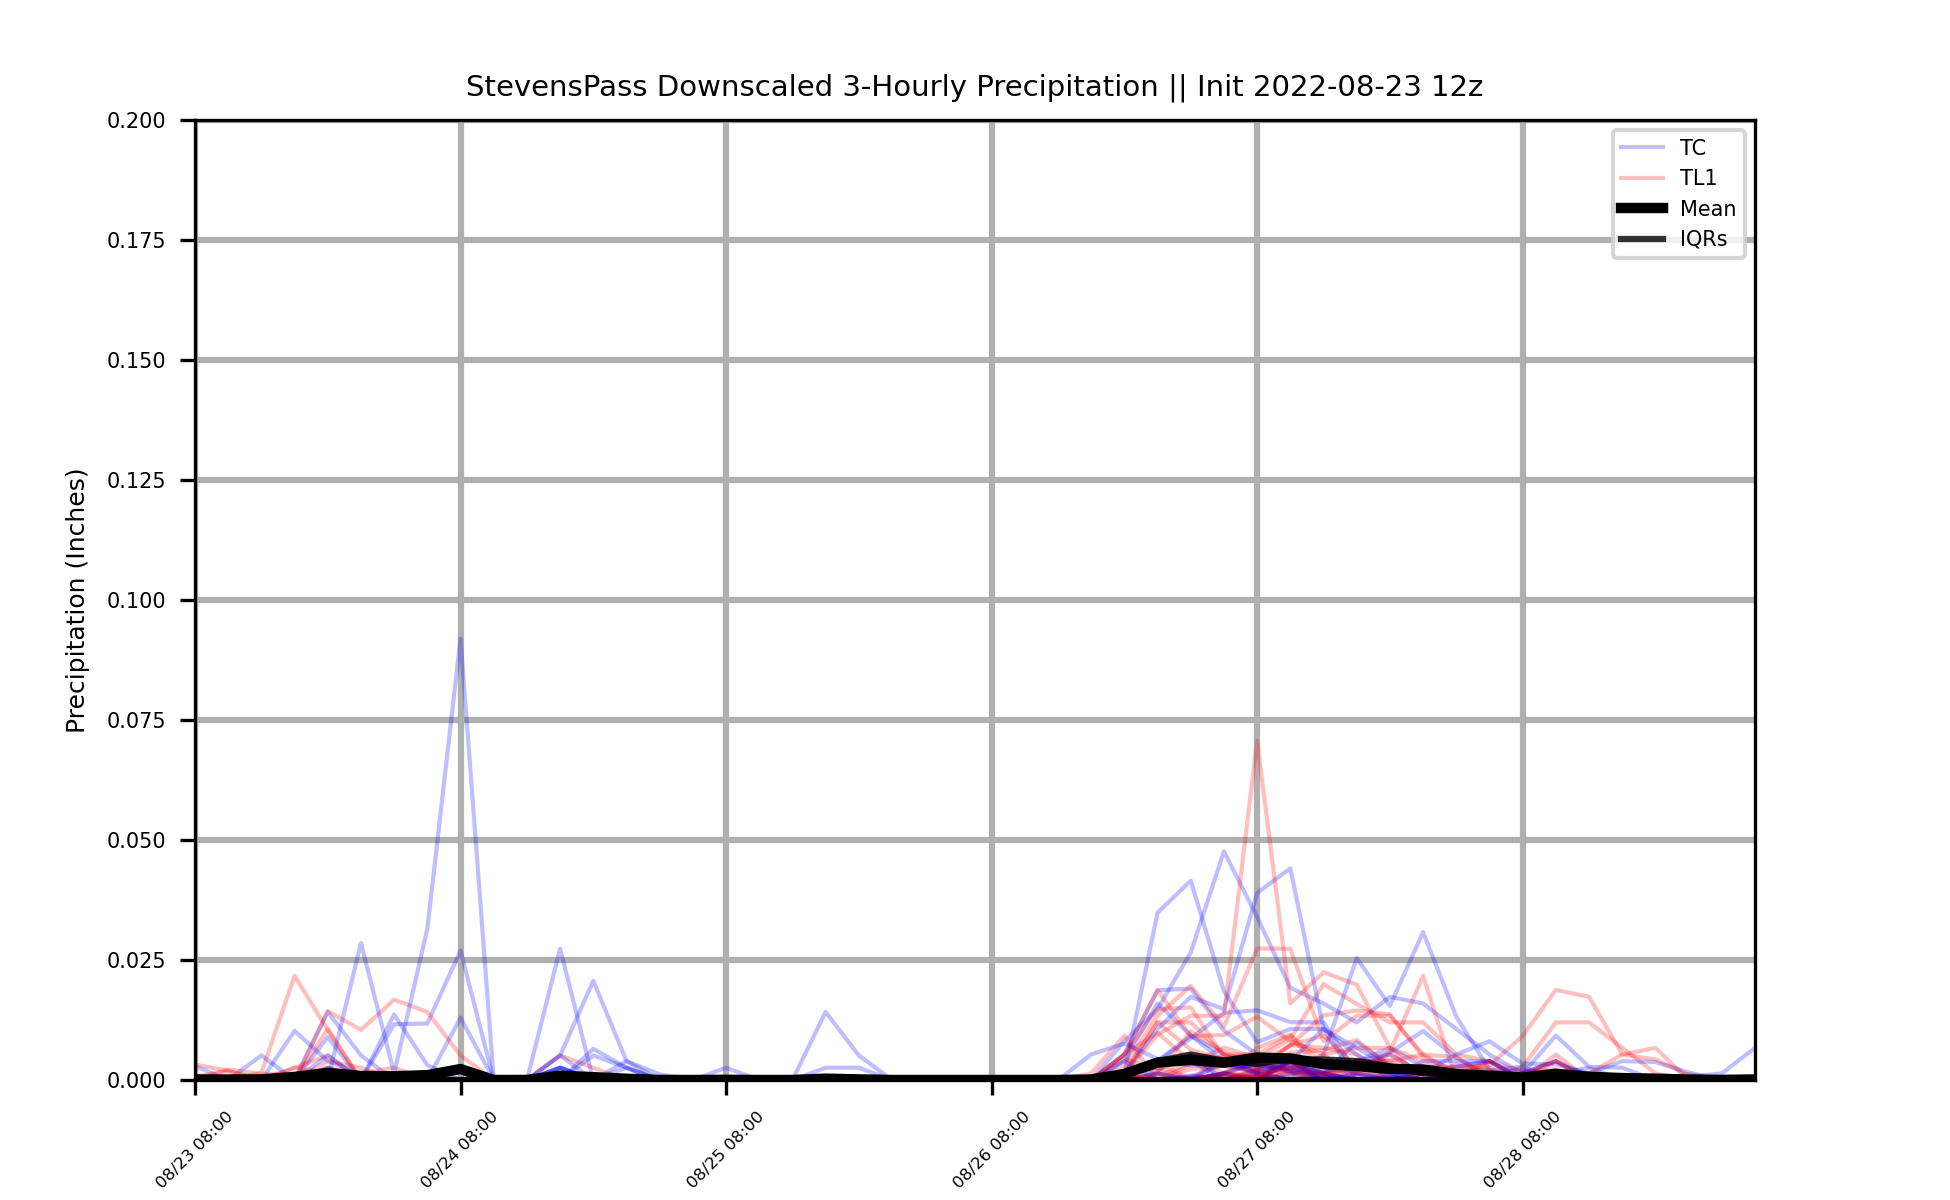 StevensPass Downscaled 3-Hourly Precipitation || Init 2022-08-23 12z
TC
TL1
Mean
IQRs
Precipitation (Inches)
0.200
0.175
0.150
0.125
0.100
0.075
0.050
0.025
0.000
08/23 08:00
08/24 08:00
08/25 08:00
08/26 08:00
08/27 08:00
08/28 08:00